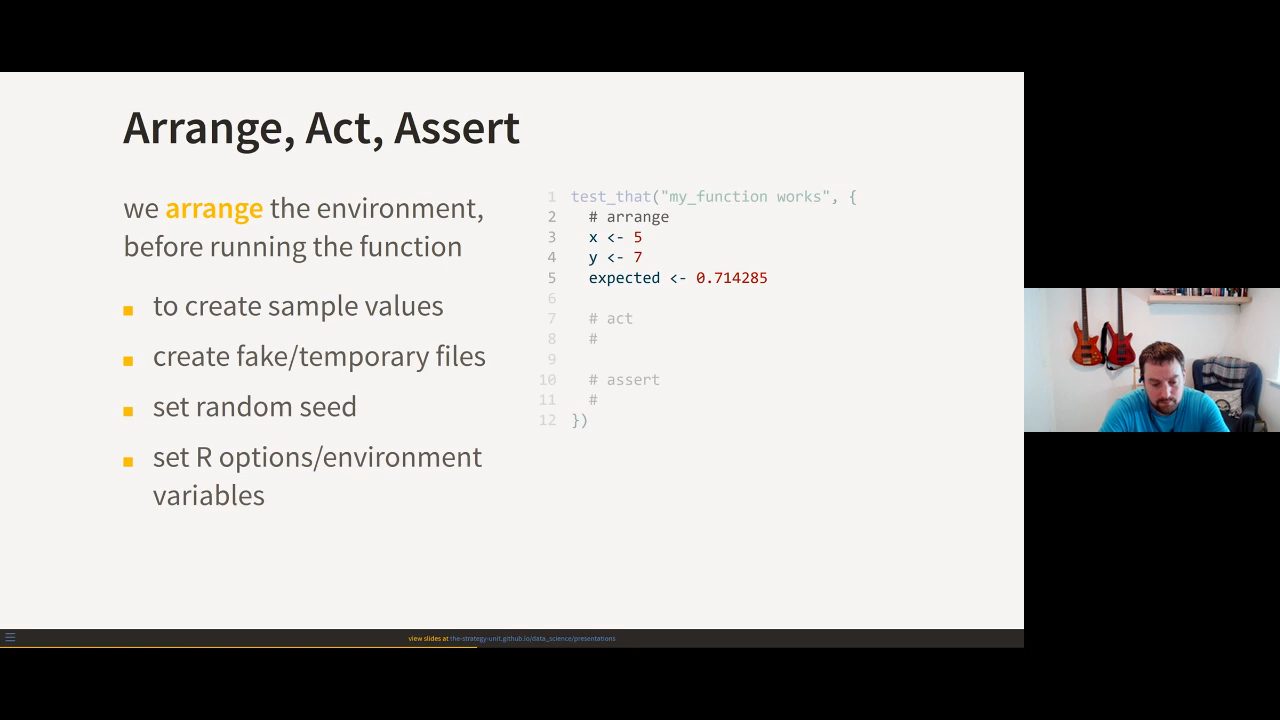 Arrange, Act, Assert
we arrange the environment,
before running the function
to create sample values
create fake/temporary files
set random seed
set R options/environment
variables
1 test_that("my_function works", {
2 # arrange
3 x <- 5
4 y <- 7
5 expected <- 0.714285
6
7 # act
8 #
9
10 # assert
11 #
12 })
view slides at the-strategy-unit.github.io/data_science/presentations